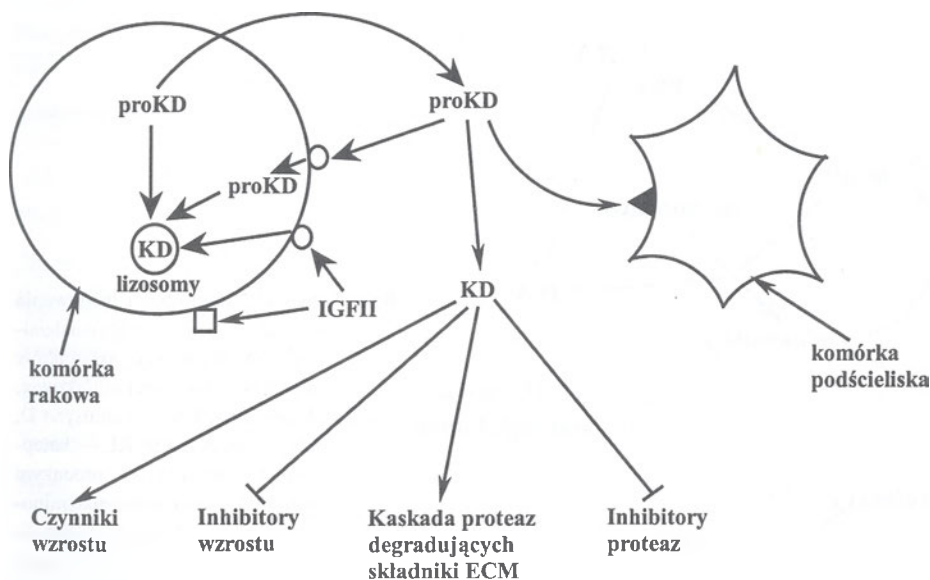 proKD
proKD
proKD
KD
lizosomy
IGFII
KD
komórka
rakowa
komórka
podścieliska
Czynniki
wzrostu
Inhibitory
wzrostu
Kaskada proteaz
degradujących
składniki ECM
Inhibitory
proteaz